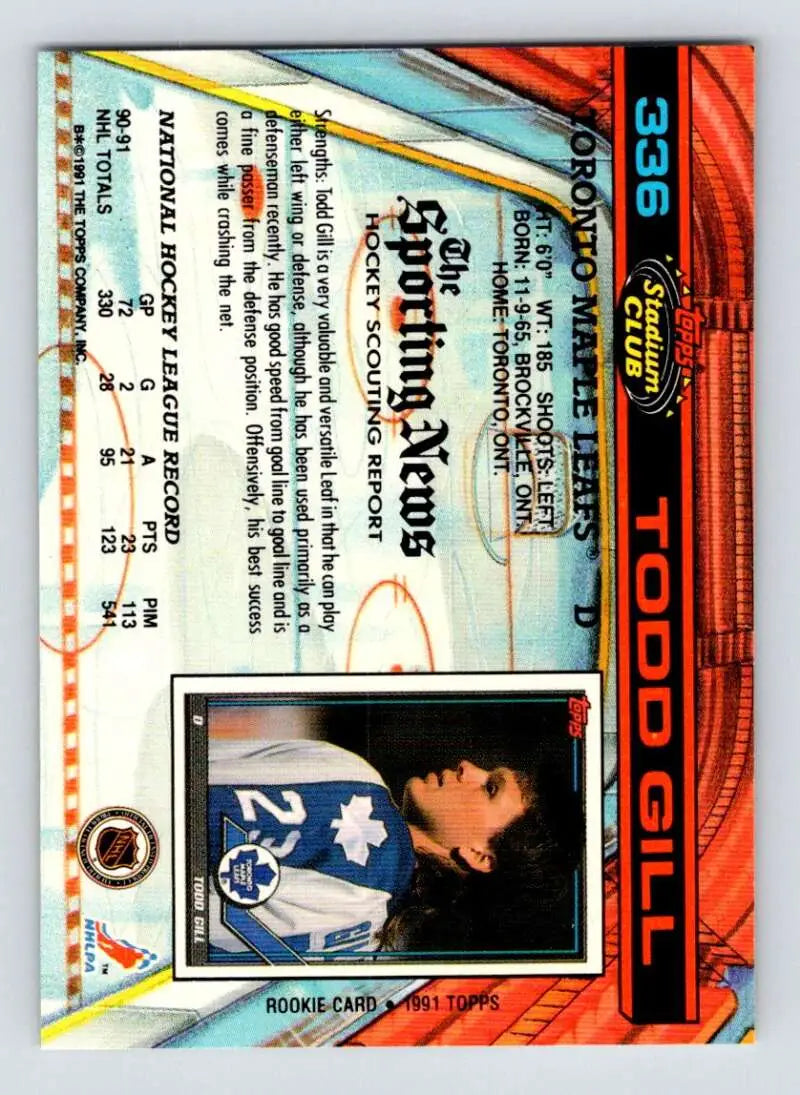 336
Topps
Stadium
CLUB
TODD GILL
TORONTO MAPLE LEAFS® D
HT: 6'0" WT: 185 SHOOTS: LEFT
BORN: 11-9-65, BROCKVILLE, ONT.
HOME: TORONTO, ONT.
The
Sporting News
HOCKEY SCOUTING REPORT
Strengths: Todd Gill is a very valuable and versatile Leaf in that he can play
either left wing or defense, although he has been used primarily as a
defenseman recently. He has good speed from goal line to goal line and is
a fine passer from the defense position. Offensively, his best success
comes while crashing the net.
NATIONAL HOCKEY LEAGUE RECORD
GP G A PTS PIM
90-91 72 2 21 23 113
NHL TOTALS 330 28 95 123 541
B*©1991 THE TOPPS COMPANY, INC.
Topps
23
TORONTO
MAPLE
LEAFS
D
TODD GILL
ROOKIE CARD • 1991 TOPPS
NHL
NHLPA
TM